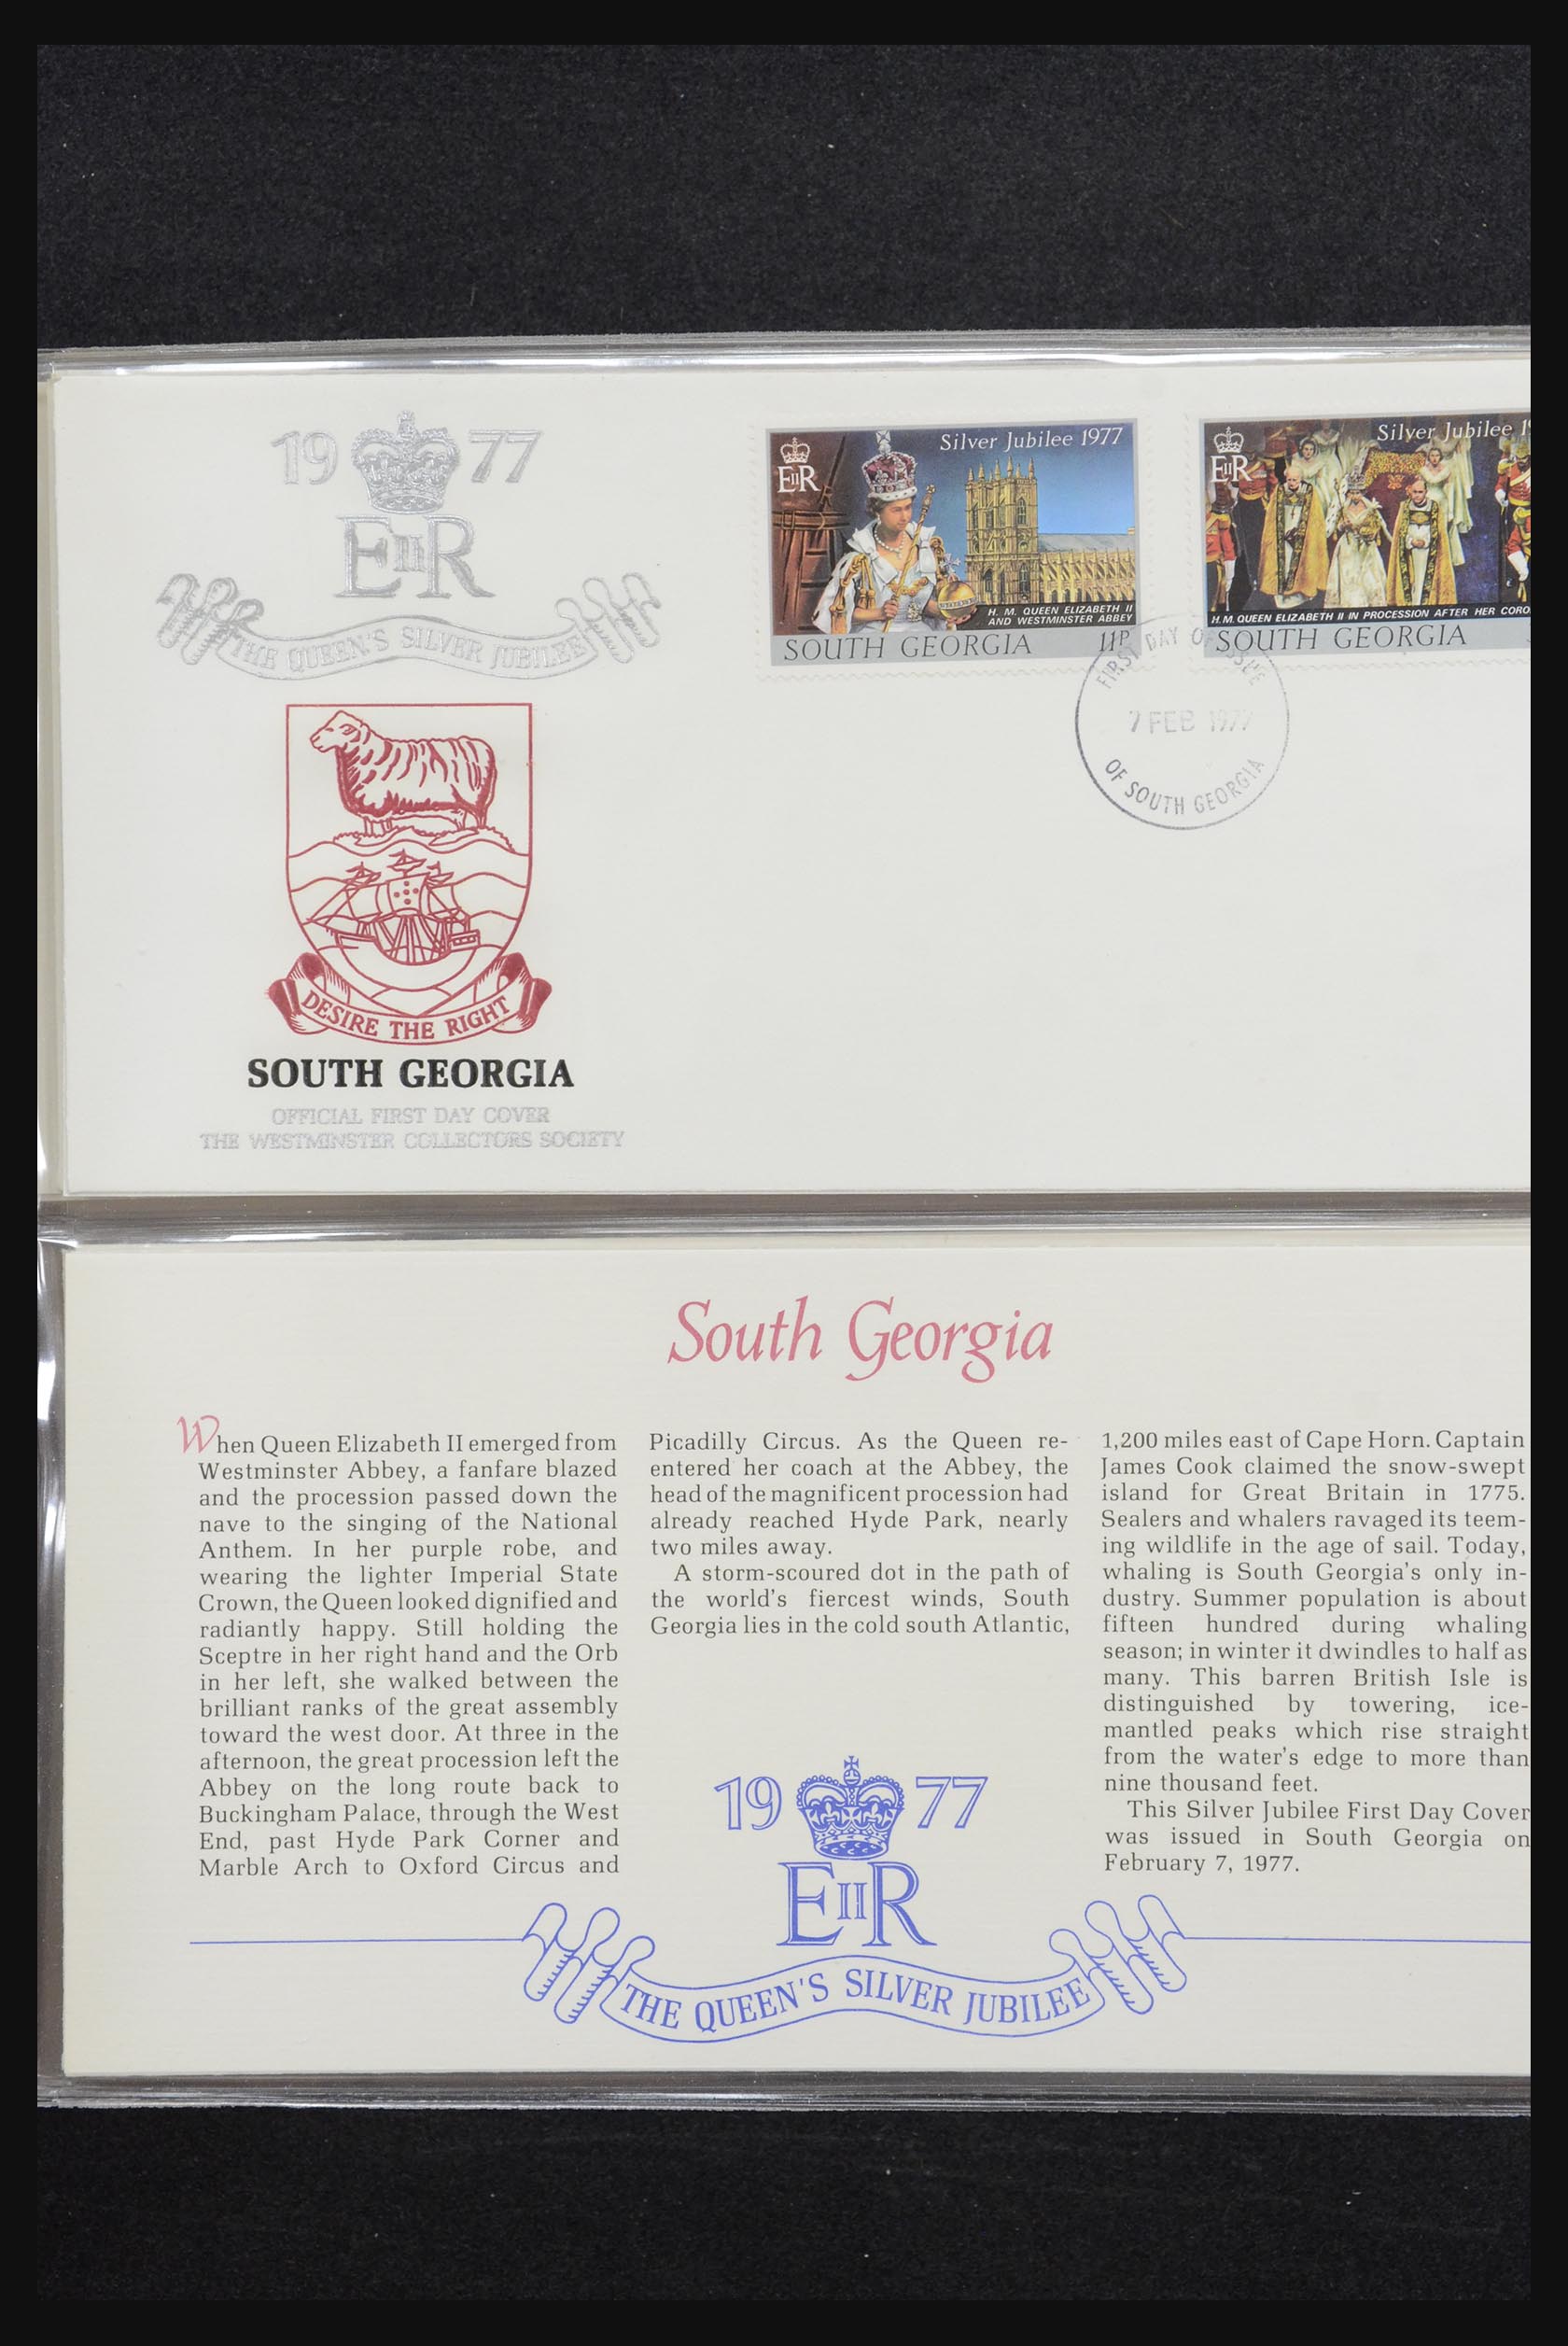 19 77
EIIR
THE QUEEN'S SILVER JUBILEE
DESIRE THE RIGHT
SOUTH GEORGIA
OFFICIAL FIRST DAY COVER
THE WESTMINSTER COLLECTORS SOCIETY
Silver Jubilee 1977
EIIR
H. M. QUEEN ELIZABETH II
AND WESTMINSTER ABBEY
SOUTH GEORGIA 11P
Silver Jubilee
EIIR
H.M. QUEEN ELIZABETH II IN PROCESSION AFTER HER
SOUTH GEORGIA
FIRST DAY OF ISSUE
7 FEB 1977
OF SOUTH GEORGIA
South Georgia
When Queen Elizabeth II emerged from
Westminster Abbey, a fanfare blazed
and the procession passed down the
nave to the singing of the National
Anthem. In her purple robe, and
wearing the lighter Imperial State
Crown, the Queen looked dignified and
radiantly happy. Still holding the
Sceptre in her right hand and the Orb
in her left, she walked between the
brilliant ranks of the great assembly
toward the west door. At three in the
afternoon, the great procession left the
Abbey on the long route back to
Buckingham Palace, through the West
End, past Hyde Park Corner and
Marble Arch to Oxford Circus and
Picadilly Circus. As the Queen re-
entered her coach at the Abbey, the
head of the magnificent procession had
already reached Hyde Park, nearly
two miles away.
A storm-scoured dot in the path of
the world's fiercest winds, South
Georgia lies in the cold south Atlantic,
1,200 miles east of Cape Horn. Captain
James Cook claimed the snow-swept
island for Great Britain in 1775.
Sealers and whalers ravaged its teem-
ing wildlife in the age of sail. Today,
whaling is South Georgia's only in-
dustry. Summer population is about
fifteen hundred during whaling
season; in winter it dwindles to half as
many. This barren British Isle is
distinguished by towering, ice-
mantled peaks which rise straight
from the water's edge to more than
nine thousand feet.
This Silver Jubilee First Day Cover
was issued in South Georgia on
February 7, 1977.
19 77
EIIR
THE QUEEN'S SILVER JUBILEE